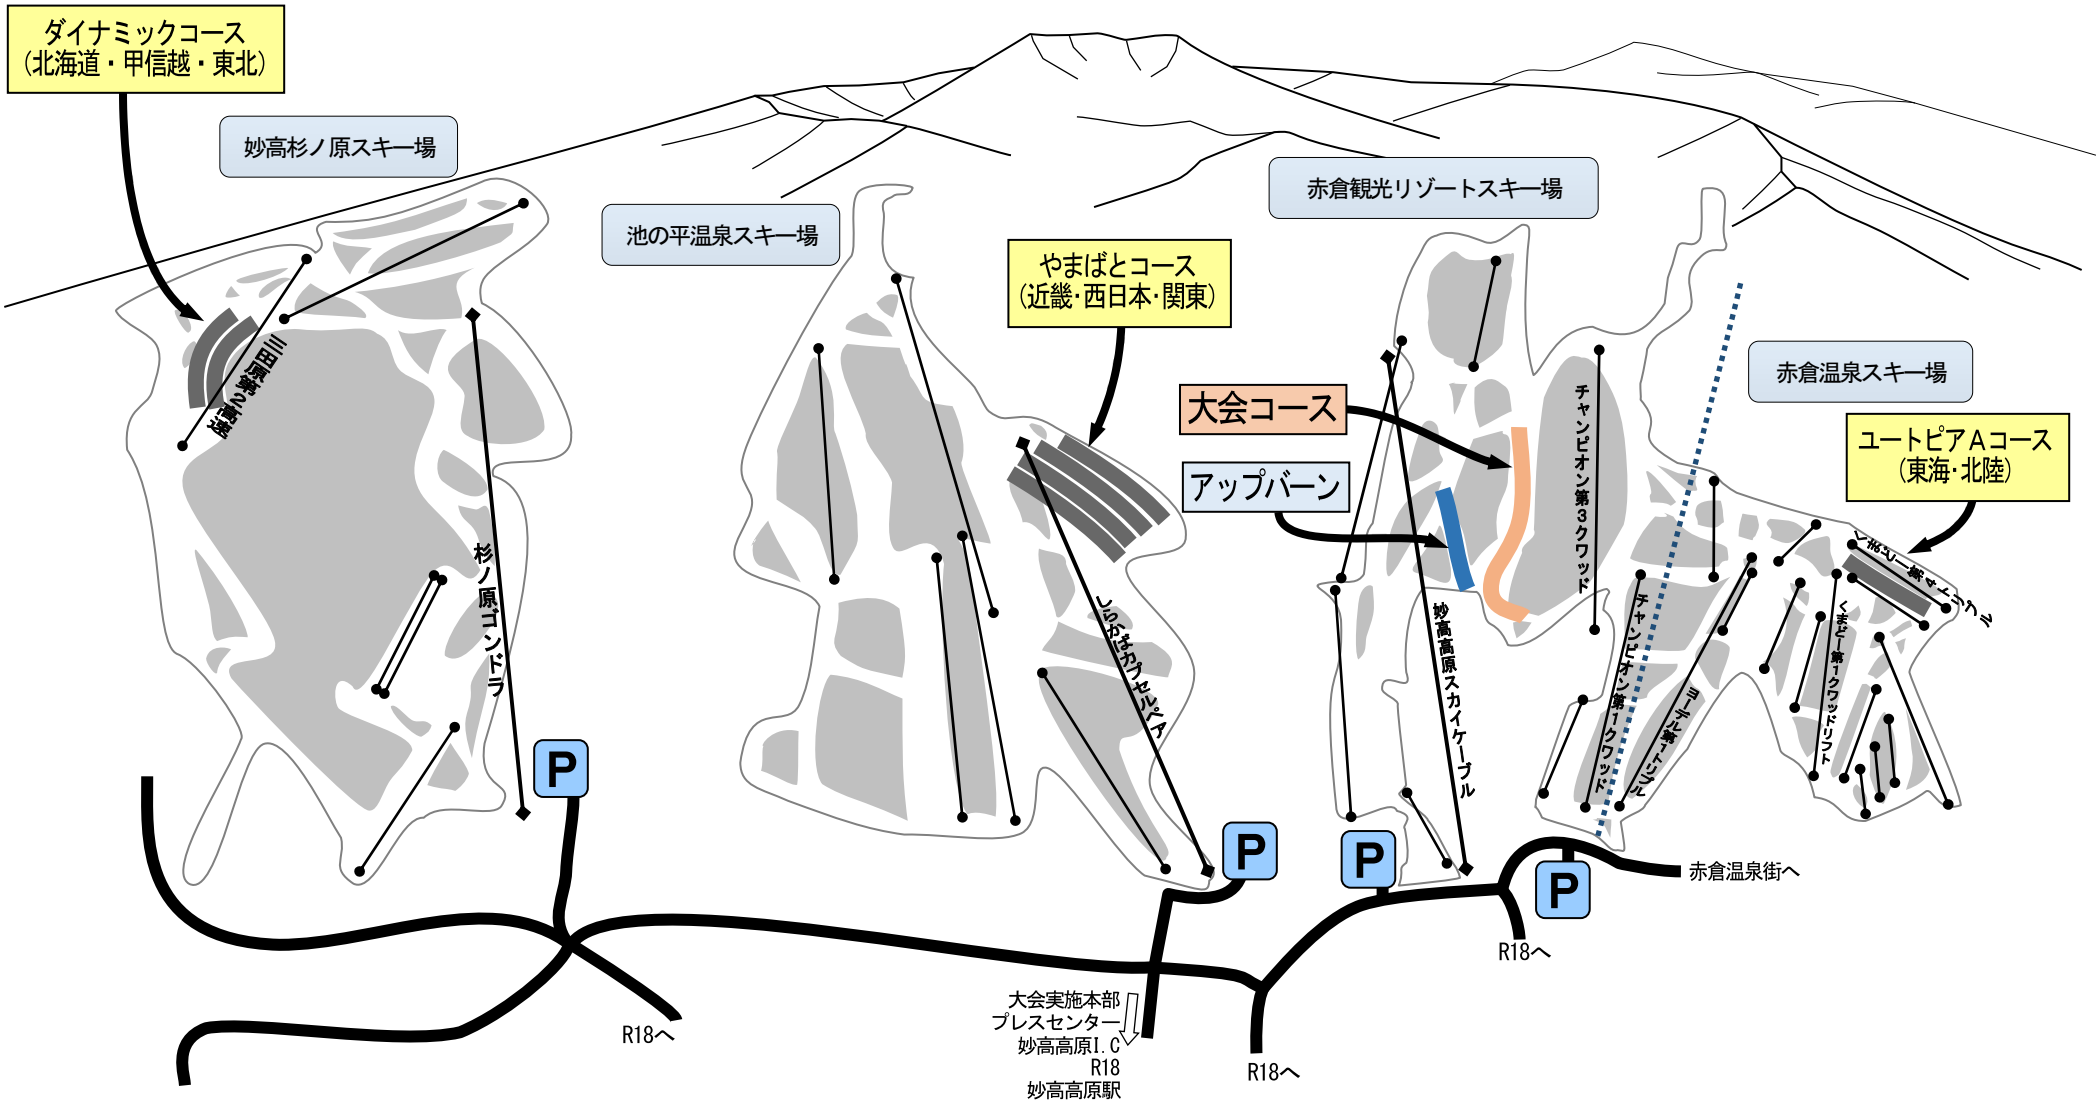 ダイナミックコース
（北海道・甲信越・東北）
妙高杉ノ原スキー場
池の平温泉スキー場
赤倉観光リゾートスキー場
やまばとコース
（近畿・西日本・関東）
赤倉温泉スキー場
大会コース
アップバーン
ユートピアＡコース
（東海・北陸）
三田原第２高速
杉ノ原ゴンドラ
しらかばカプセルペア
妙高高原スカイケーブル
チャンピオン第３クワッド
チャンピオン第１クワッド
ヨーデル第１トリプル
くまどー第１クワッドリフト
くまどー第４トリプル
P
P
P
P
赤倉温泉街へ
R18へ
R18へ
R18へ
大会実施本部
プレスセンター
妙高高原I.C
R18
妙高高原駅